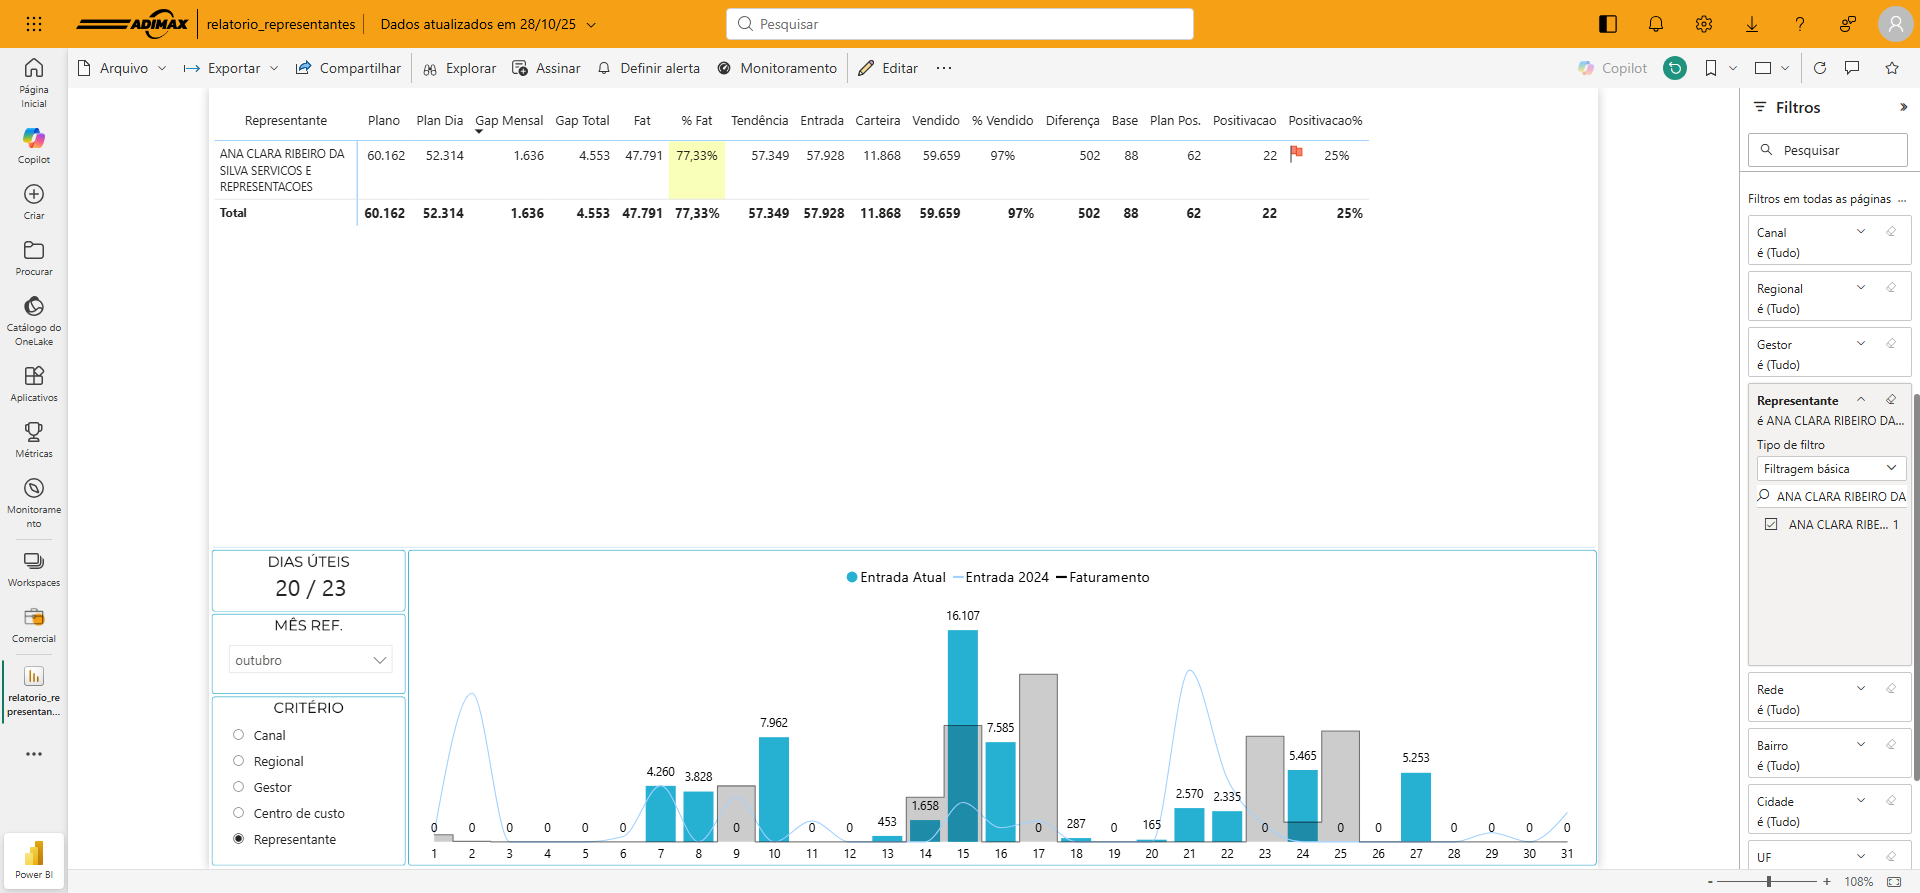 ADIMAX
relatorio_representantes
Dados atualizados em 28/10/25
Pesquisar
Arquivo
Exportar
Compartilhar
Explorar
Assinar
Definir alerta
Monitoramento
Editar
...
Copilot
Página
Inicial
Copilot
Criar
Procurar
Catálogo do
OneLake
Aplicativos
Métricas
Monitorame
nto
Workspaces
Comercial
relatorio_re
presentan...
Power BI
Representante Plano Plan Dia Gap Mensal Gap Total Fat % Fat Tendência Entrada Carteira Vendido % Vendido Diferença Base Plan Pos. Positivacao Positivacao%
ANA CLARA RIBEIRO DA 60.162 52.314 1.636 4.553 47.791 77,33% 57.349 57.928 11.868 59.659 97% 502 88 62 22 25%
SILVA SERVICOS E
REPRESENTACOES
Total 60.162 52.314 1.636 4.553 47.791 77,33% 57.349 57.928 11.868 59.659 97% 502 88 62 22 25%
DIAS ÚTEIS
20 / 23
MÊS REF.
outubro
CRITÉRIO
Canal
Regional
Gestor
Centro de custo
Representante
Entrada Atual Entrada 2024 Faturamento
0 0 0 0 0 0 4.260 3.828 0 7.962 0 0 453 1.658 16.107 7.585 0 287 0 165 2.570 2.335 0 5.465 0 0 5.253 0 0 0 0
1 2 3 4 5 6 7 8 9 10 11 12 13 14 15 16 17 18 19 20 21 22 23 24 25 26 27 28 29 30 31
Filtros
Pesquisar
Filtros em todas as páginas ...
Canal
é (Tudo)
Regional
é (Tudo)
Gestor
é (Tudo)
Representante
é ANA CLARA RIBEIRO DA...
Tipo de filtro
Filtragem básica
ANA CLARA RIBEIRO DA
ANA CLARA RIBE... 1
Rede
é (Tudo)
Bairro
é (Tudo)
Cidade
é (Tudo)
UF
- + 108%